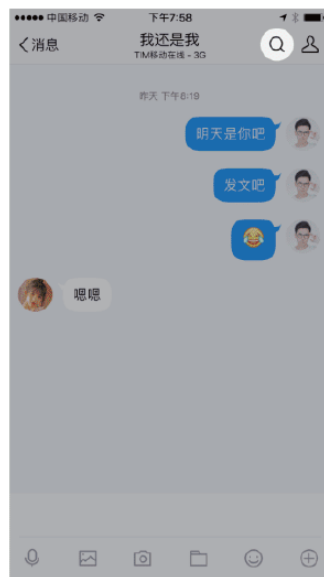 中国移动 下午7:58
消息 我还是我
TIM移动在线 - 3G
昨天 下午6:19
明天是你吧
发文吧
嗯嗯